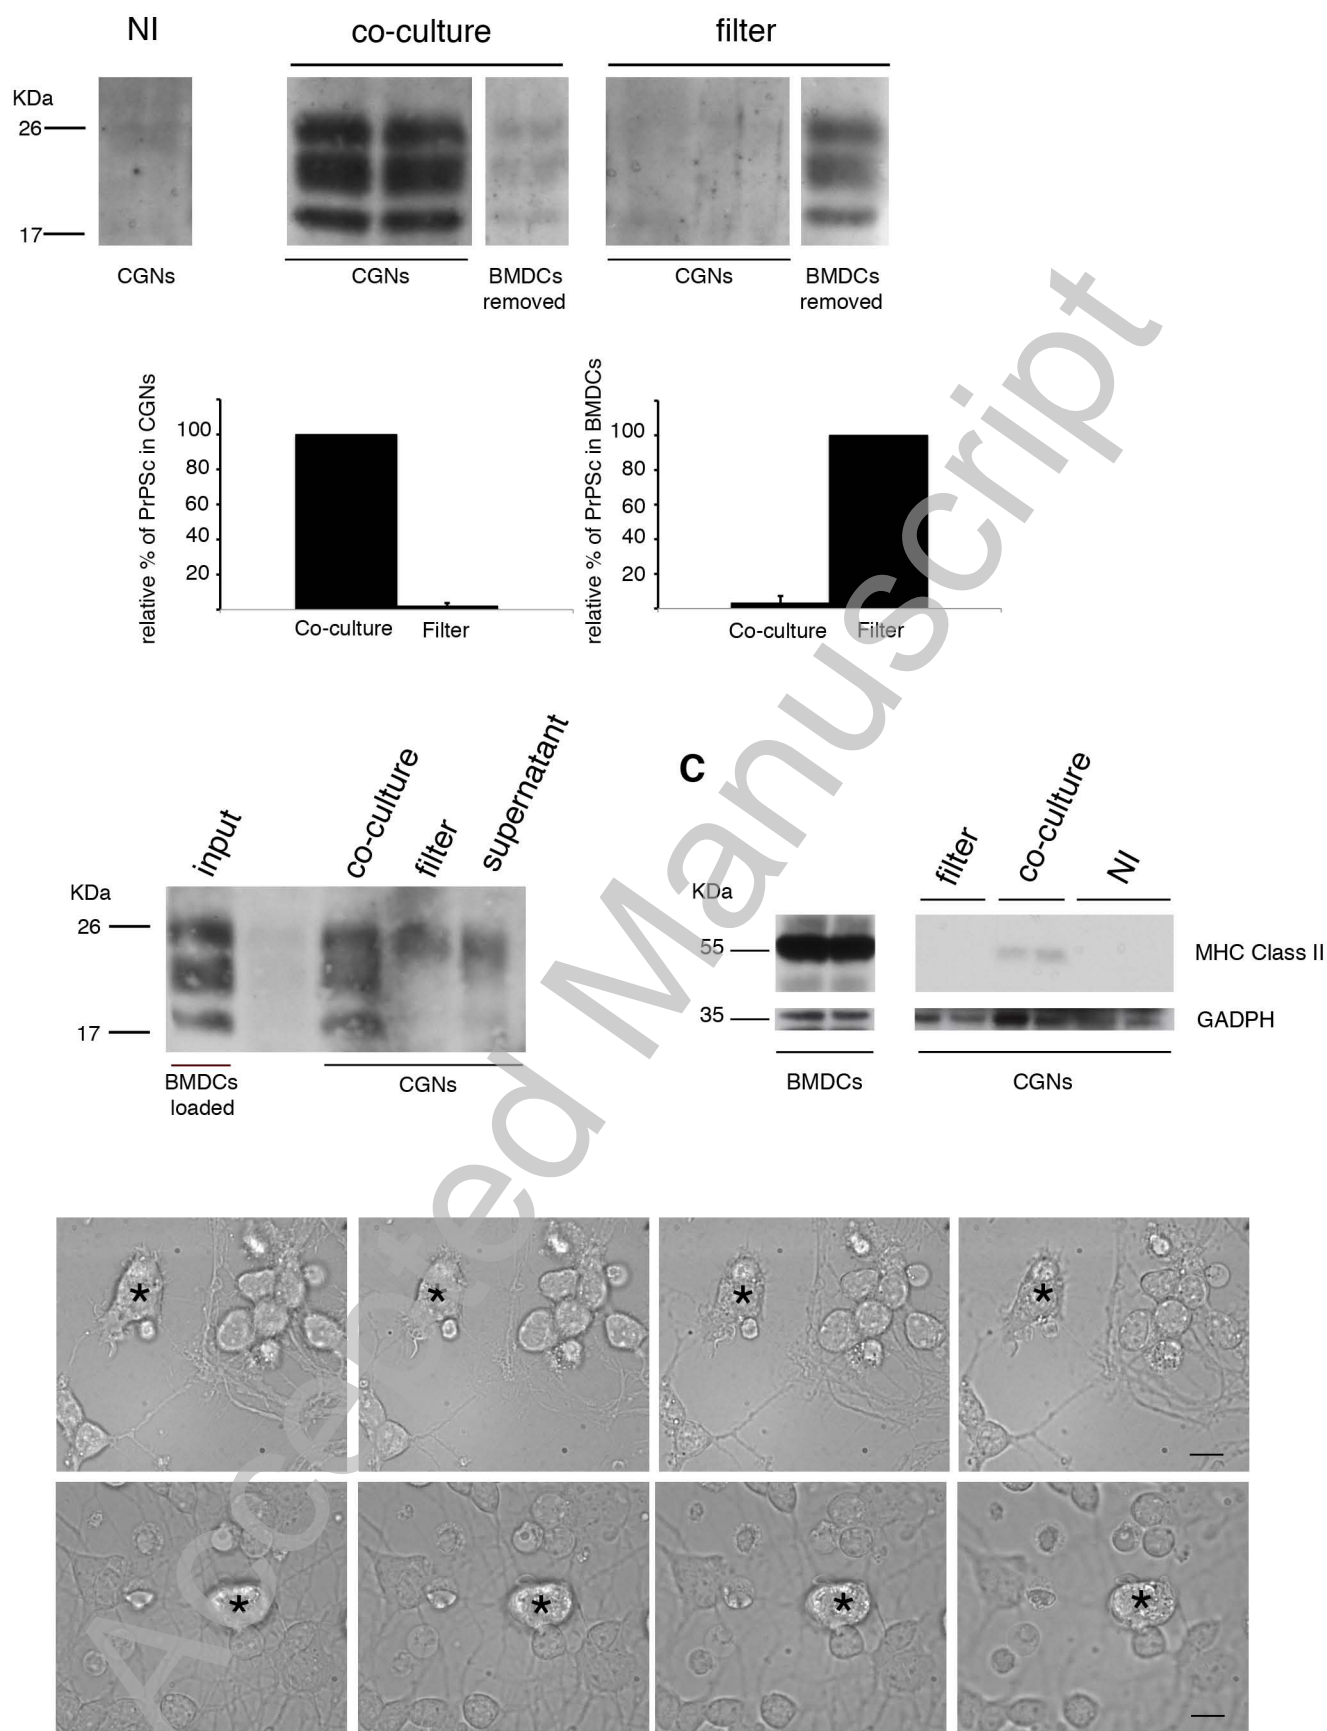 NI
co-culture
filter
KDa
26
17
CGNs
CGNs
BMDCs
removed
CGNs
BMDCs
removed
relative % of PrPSc in CGNs
100
80
60
40
20
Co-culture
Filter
relative % of PrPSc in BMDCs
100
80
60
40
20
Co-culture
Filter
input
co-culture
filter
supernatant
KDa
26
17
BMDCs
loaded
CGNs
C
filter
co-culture
NI
KDa
55
MHC Class II
35
GADPH
BMDCs
CGNs
*
*
*
*
*
*
*
*
Accepted Manuscript